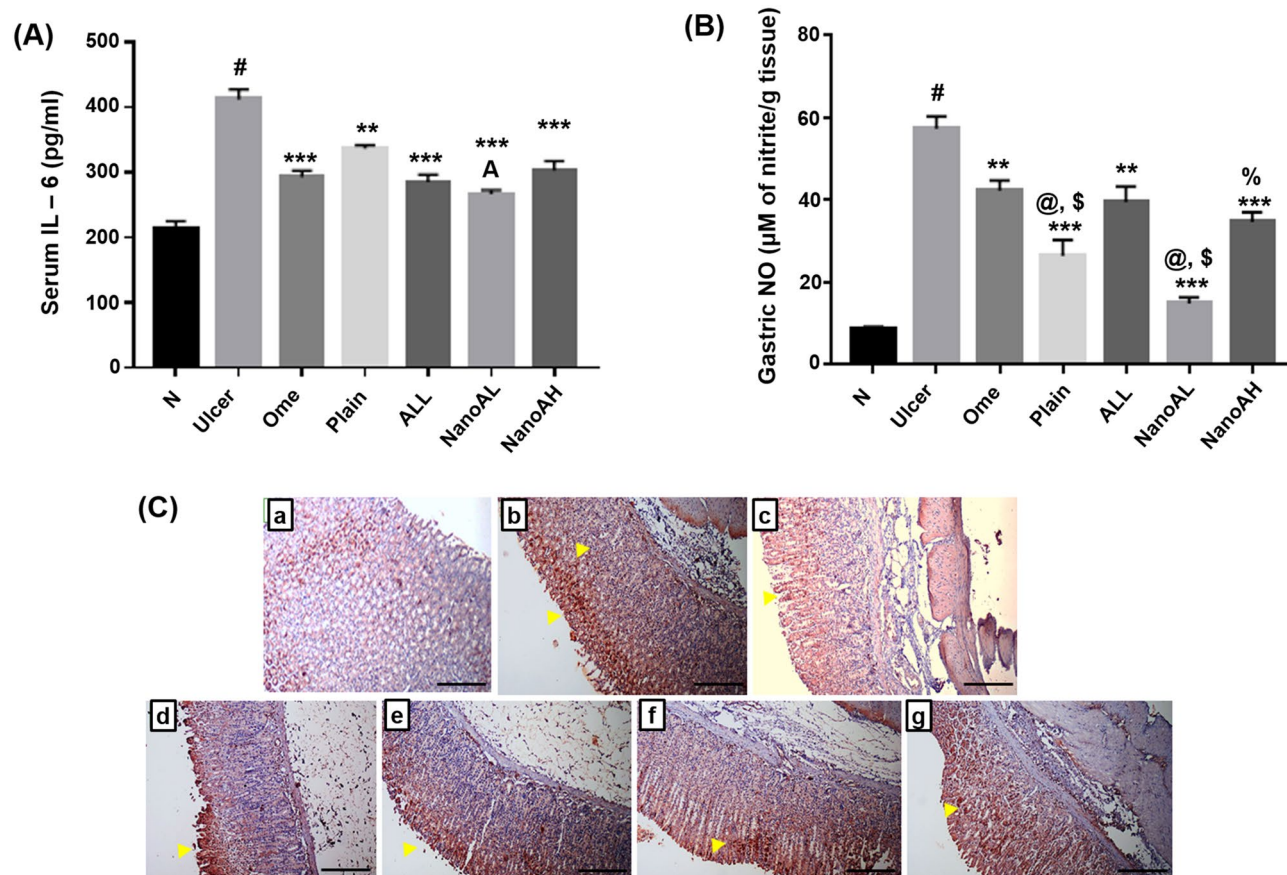 (A)
Serum IL – 6 (pg/ml)
500
400
300
200
100
0
#
***
**
***
***
A
***
N
Ulcer
Ome
Plain
ALL
NanoAL
NanoAH
(B)
Gastric NO (µM of nitrite/g tissue)
80
60
40
20
0
#
**
@, $
***
**
@, $
***
%
***
N
Ulcer
Ome
Plain
ALL
NanoAL
NanoAH
(C)
a
b
c
d
e
f
g